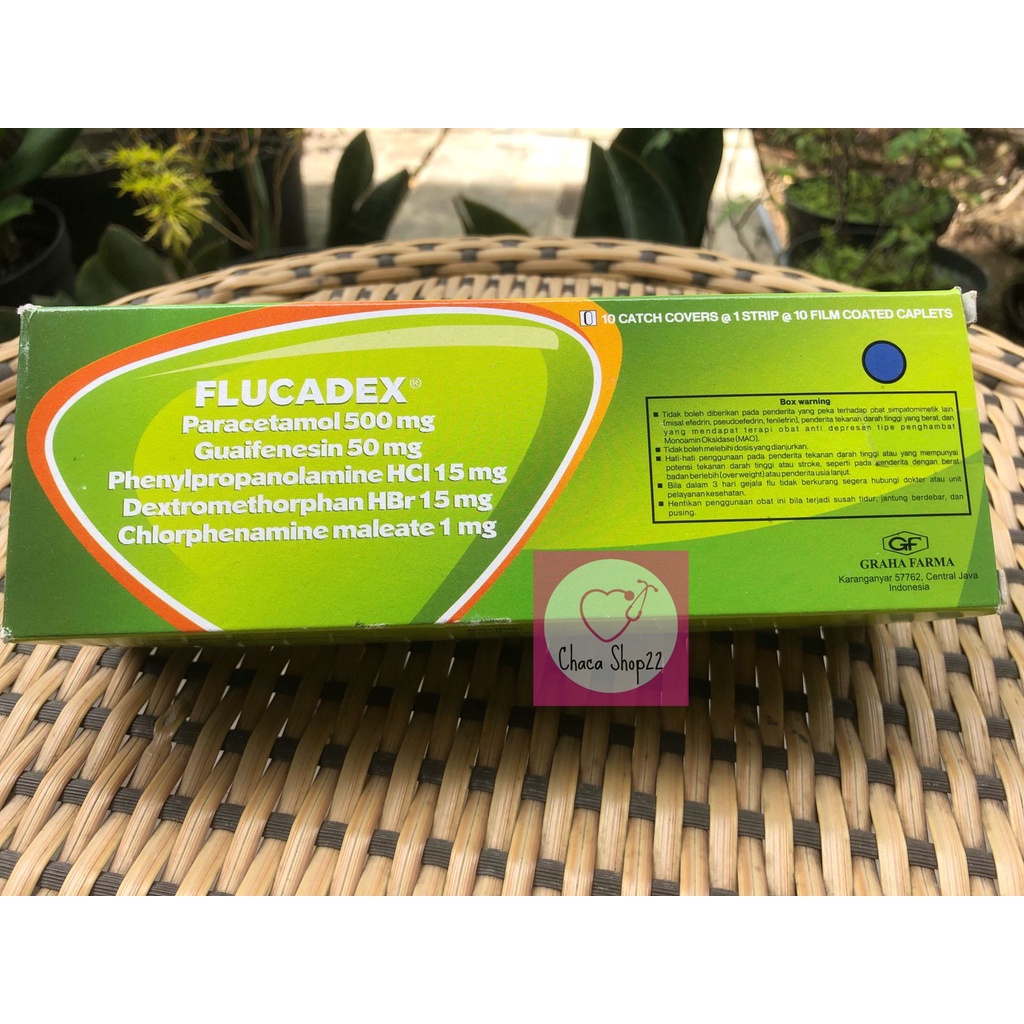 10 CATCH COVERS @ 1 STRIP @ 10 FILM COATED CAPLETS
FLUCADEX®
Paracetamol 500 mg
Guaifenesin 50 mg
Phenylpropanolamine HCl 15 mg
Dextromethorphan HBr 15 mg
Chlorphenamine maleate 1 mg
Box warning
■ Tidak boleh diberikan pada penderita yang peka terhadap obat simpatomimetik lain
(misal efedrin, pseudoefedrin, fenilefrin), penderita tekanan darah tinggi yang berat, dan
yang mendapat terapi obat anti depresan tipe penghambat
Monoamin Oksidase (MAO).
■ Tidak boleh melebihi dosis yang dianjurkan.
■ Hati-hati penggunaan pada penderita tekanan darah tinggi atau yang mempunyai
potensi tekanan darah tinggi atau stroke, seperti pada penderita dengan berat
badan berlebih (over weight) atau penderita usia lanjut.
■ Bila dalam 3 hari gejala flu tidak berkurang segera hubungi dokter atau unit
pelayanan kesehatan.
■ Hentikan penggunaan obat ini bila terjadi susah tidur, jantung berdebar, dan
pusing.
GF
GRAHA FARMA
Karanganyar 57762, Central Java
Indonesia
Chaca Shop22